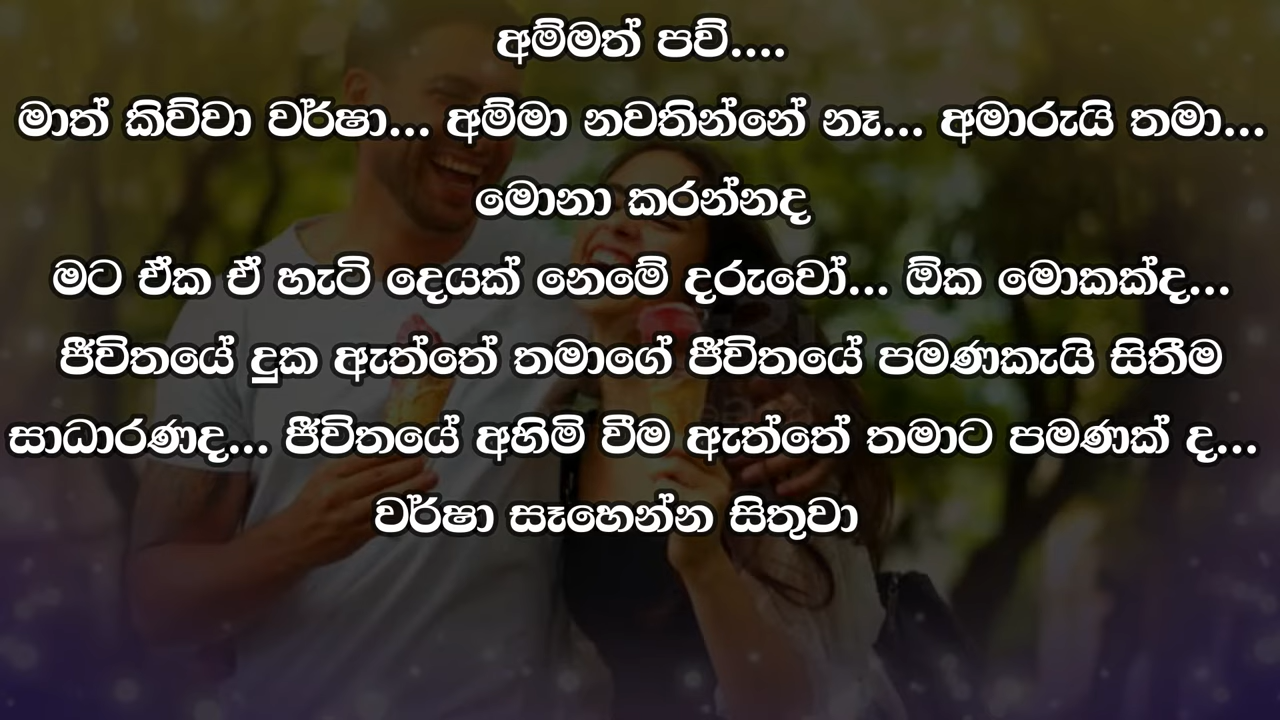 අම්මත් පව්....
මාත් කිව්වා වර්ෂා... අම්මා නවතින්නේ නෑ... අමාරුයි තමා...
මොනා කරන්නද
මට ඒක ඒ හැටි දෙයක් නෙමේ දරුවෝ... ඕක මොකක්ද...
ජීවිතයේ දුක ඇත්තේ තමාගේ ජීවිතයේ පමණකැයි සිතීම
සාධාරණද... ජීවිතයේ අහිමි වීම ඇත්තේ තමාට පමණක් ද...
වර්ෂා සෑහෙන්න සිතුවා